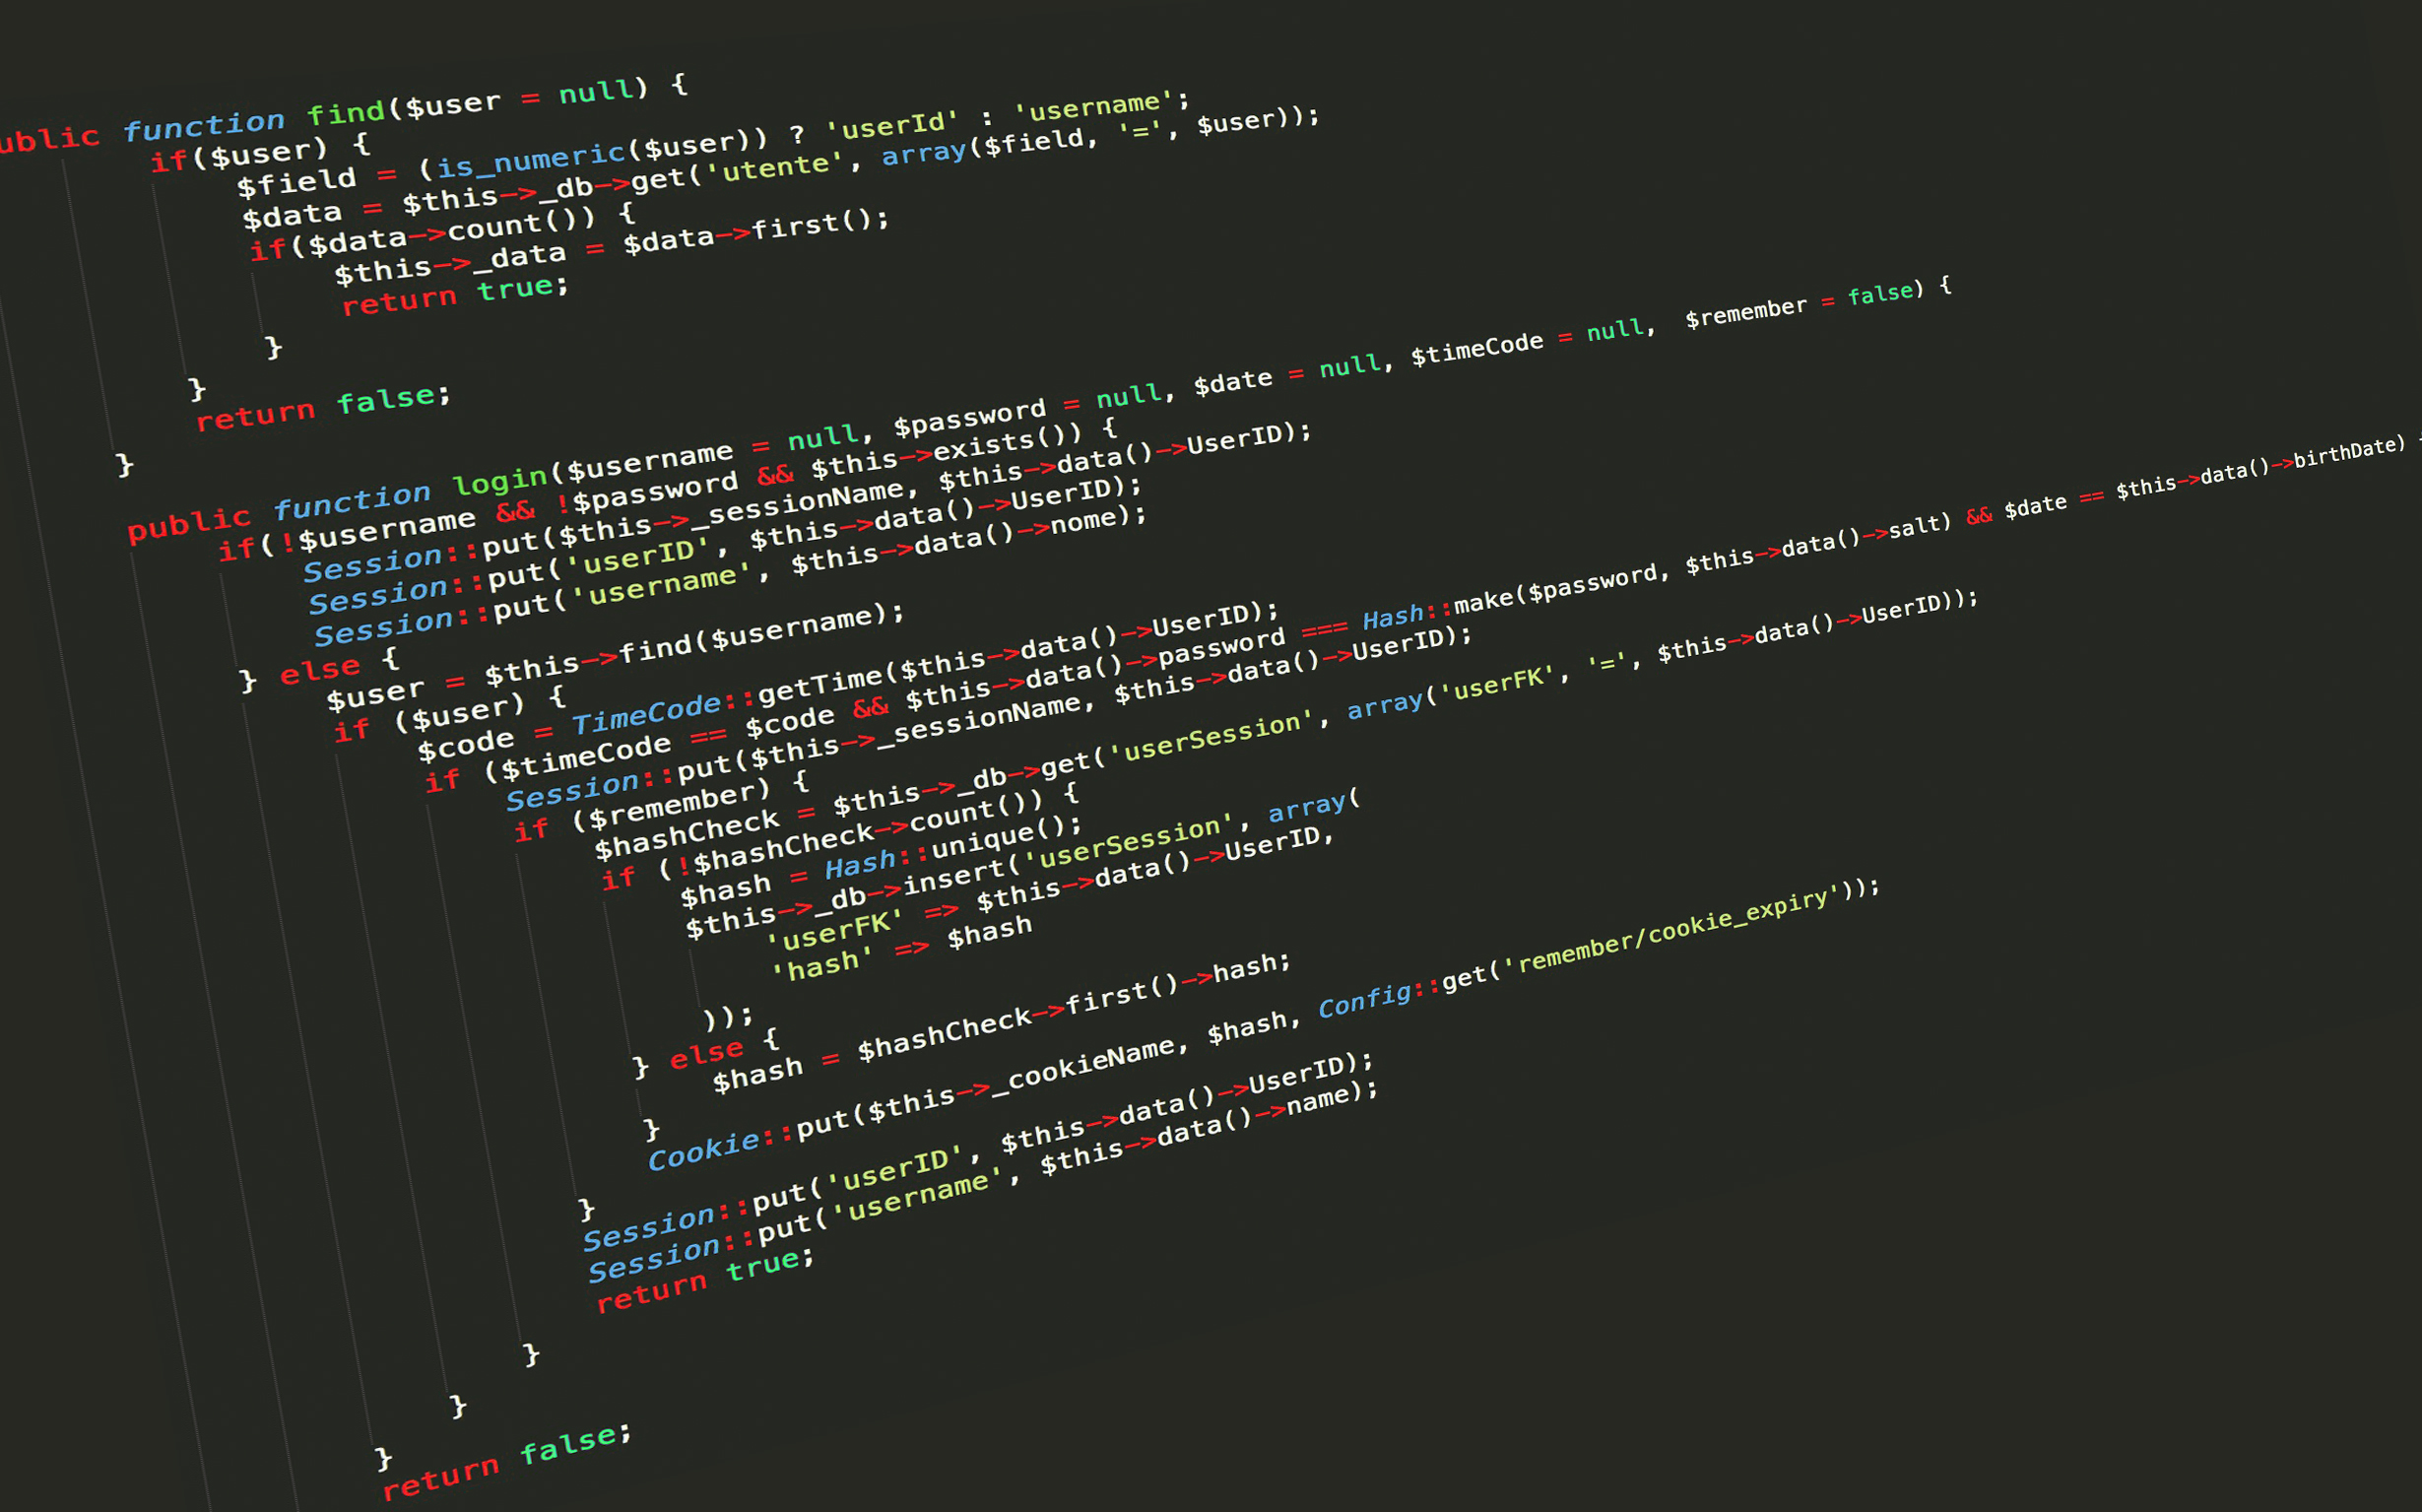 ublic function find($user = null) {
if($user) {
$field = (is_numeric($user)) ? 'userId' : 'username';
$data = $this->_db->get('utente', array($field, '=', $user));
if($data->count()) {
$this->_data = $data->first();
return true;
}
}
return false;
}
public function login($username = null, $password = null, $date = null, $timeCode = null,  $remember = false) {
if(!$username && !$password && $this->exists()) {
Session::put($this->_sessionName, $this->data()->UserID);
Session::put('userID', $this->data()->UserID);
Session::put('username', $this->data()->nome);
} else {
$user = $this->find($username);
if ($user) {
$code = TimeCode::getTime($this->data()->UserID);
if ($timeCode == $code && $this->data()->password === Hash::make($password, $this->data()->salt) && $date == $this->data()->birthDate) {
Session::put($this->_sessionName, $this->data()->UserID);
if ($remember) {
$hashCheck = $this->_db->get('userSession', array('userFK', '=', $this->data()->UserID));
if (!$hashCheck->count()) {
$hash = Hash::unique();
$this->_db->insert('userSession', array(
'userFK' => $this->data()->UserID,
'hash' => $hash
));
} else {
$hash = $hashCheck->first()->hash;
}
Cookie::put($this->_cookieName, $hash, Config::get('remember/cookie_expiry'));
}
Session::put('userID', $this->data()->UserID);
Session::put('username', $this->data()->name);
return true;
}
}
}
return false;